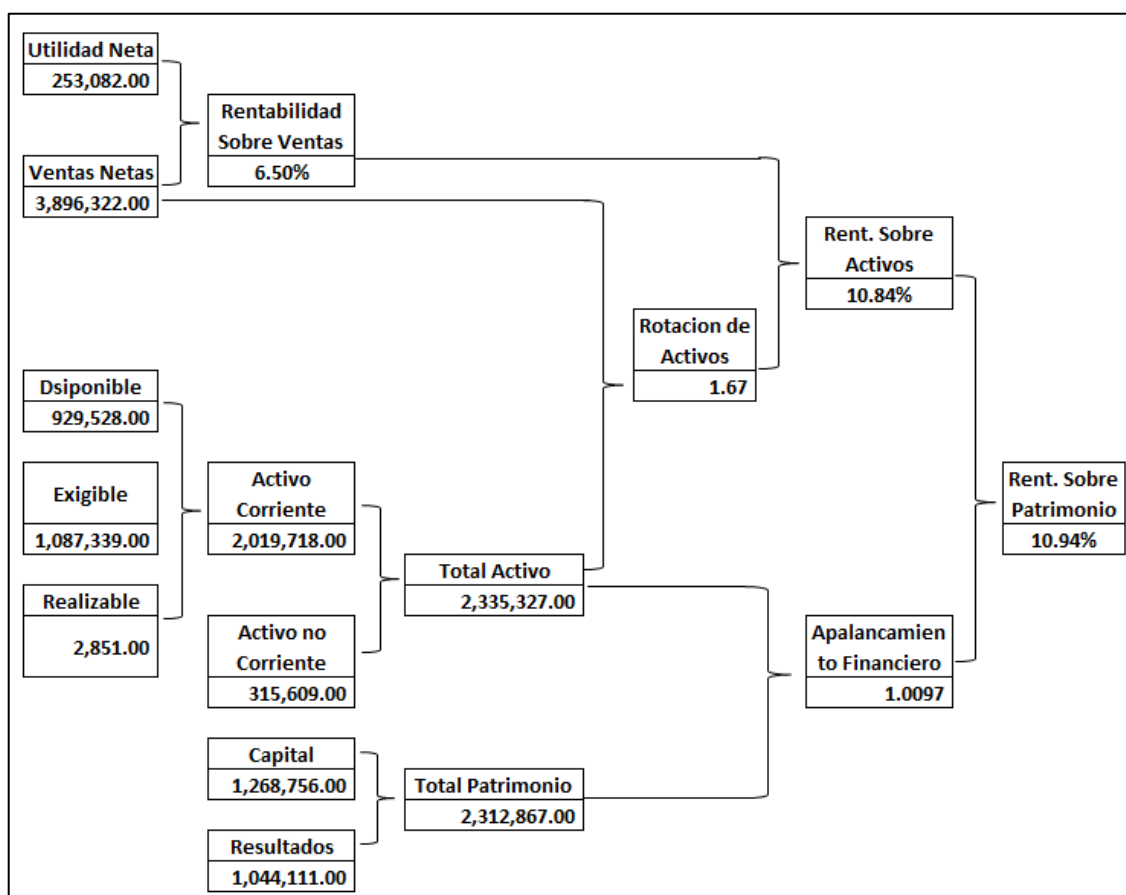 Utilidad Neta
253,082.00
Rentabilidad
Sobre Ventas
6.50%
Ventas Netas
3,896,322.00
Rent. Sobre
Activos
10.84%
Rotacion de
Activos
1.67
Dsiponible
929,528.00
Exigible
1,087,339.00
Activo
Corriente
2,019,718.00
Rent. Sobre
Patrimonio
10.94%
Total Activo
2,335,327.00
Realizable
2,851.00
Activo no
Corriente
315,609.00
Apalancamien
to Financiero
1.0097
Capital
1,268,756.00
Total Patrimonio
2,312,867.00
Resultados
1,044,111.00